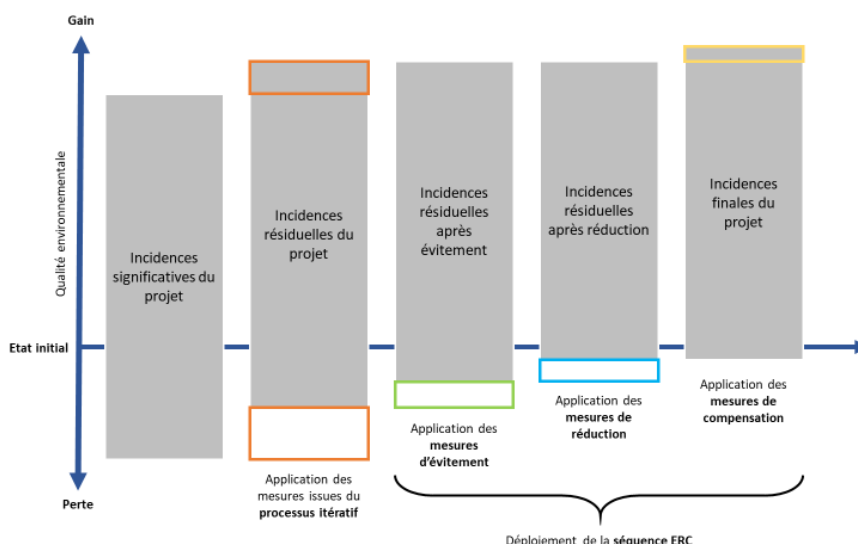 Gain
Qualité environnementale
Etat initial
Perte
Incidences
significatives du
projet
Incidences
résiduelles du
projet
Application des
mesures issues du
processus itératif
Incidences
résiduelles
après
évitement
Application des
mesures
d'évitement
Incidences
résiduelles
après réduction
Application des
mesures de
réduction
Incidences
finales du
projet
Application des
mesures de
compensation
Déploiement de la séquence ERC